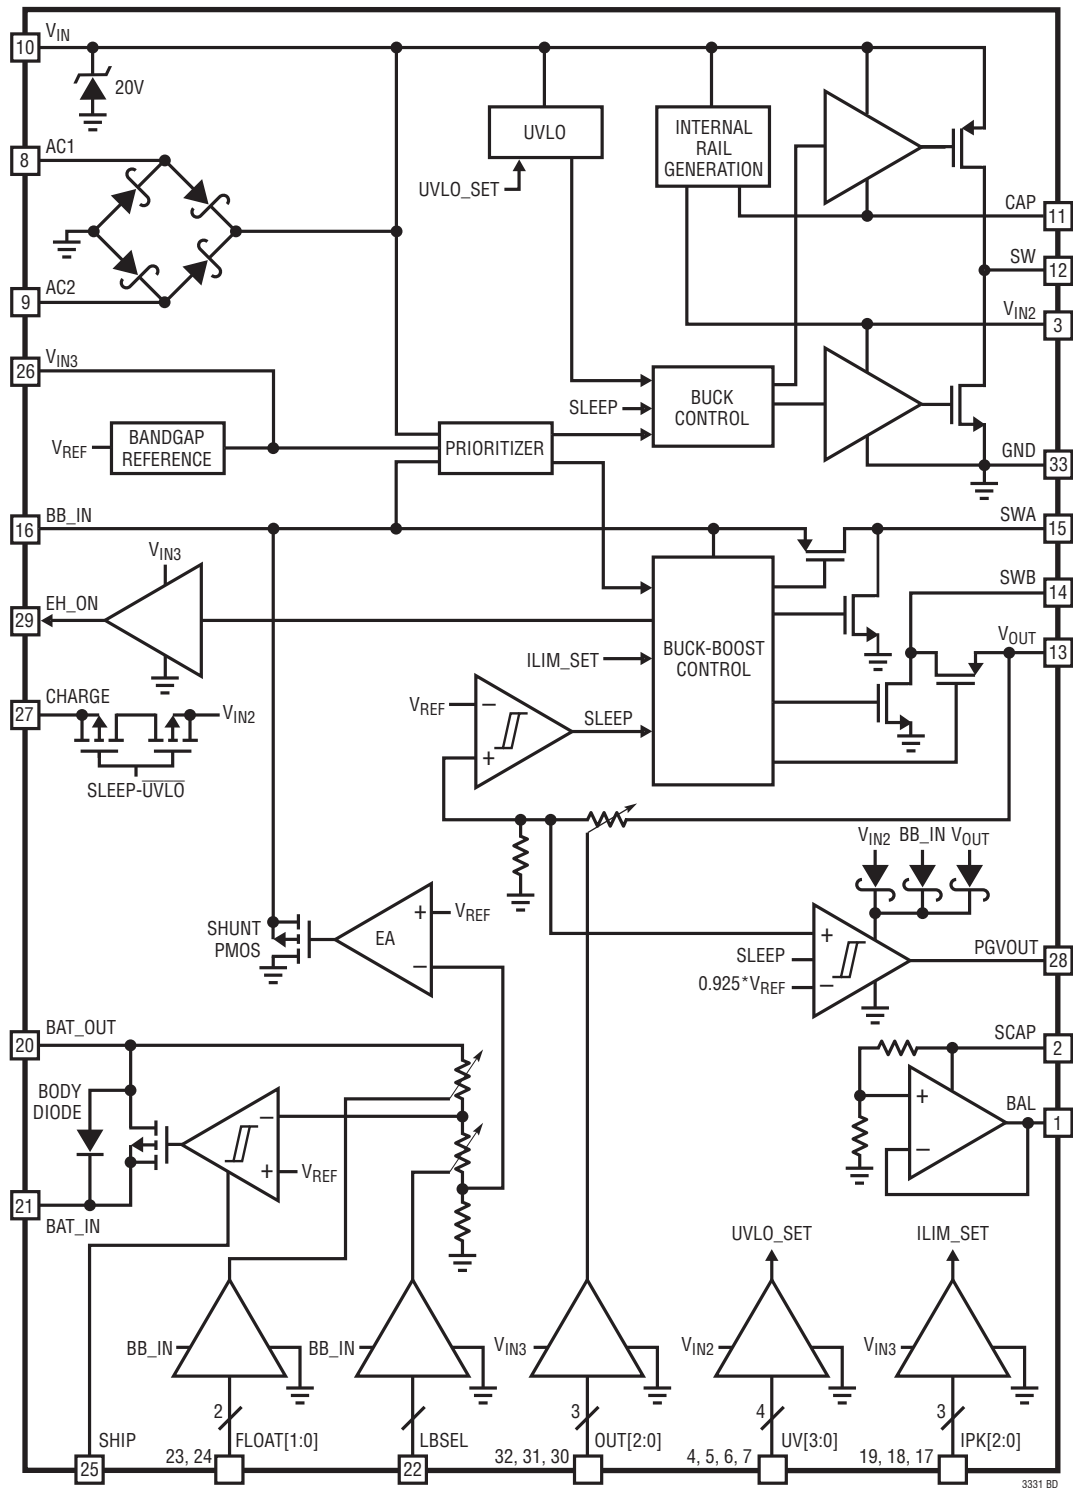 10
VIN
20V
8
AC1
9
AC2
26
VIN3
VREF
BANDGAP
REFERENCE
UVLO
UVLO_SET
INTERNAL
RAIL
GENERATION
CAP
11
SW
12
VIN2
3
SLEEP
BUCK
CONTROL
PRIORITIZER
GND
33
16
BB_IN
SWA
15
VIN3
EH_ON
29
SWB
14
VOUT
13
BUCK-BOOST
CONTROL
ILIM_SET
27
CHARGE
VIN2
SLEEP-UVLO
VREF
−
+
SLEEP
VIN2
BB_IN
VOUT
SHUNT
PMOS
EA
+
VREF
−
+
SLEEP
0.925*VREF
−
PGVOUT
28
20
BAT_OUT
SCAP
2
BODY
DIODE
−
+
VREF
+
−
BAL
1
21
BAT_IN
UVLO_SET
ILIM_SET
BB_IN
BB_IN
VIN3
VIN2
VIN3
2
3
4
3
SHIP
25
23, 24
FLOAT[1:0]
LBSEL
22
32, 31, 30
OUT[2:0]
4, 5, 6, 7
UV[3:0]
19, 18, 17
IPK[2:0]
3331 BD